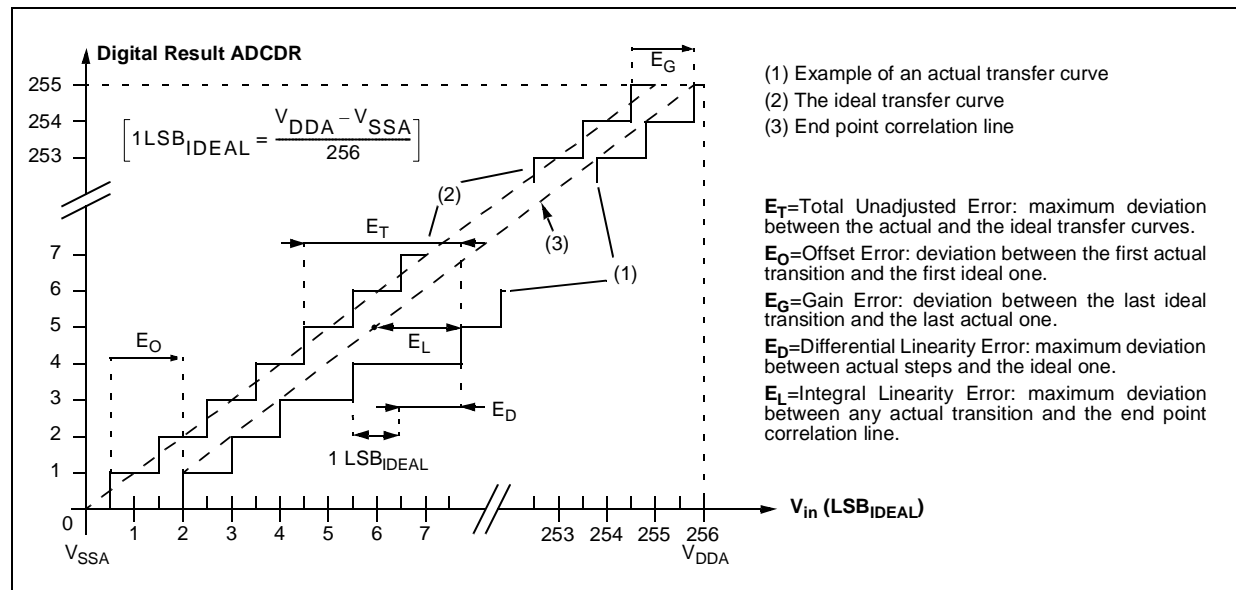 Digital Result ADCDR
E_G
255
254
253
[1LSB_IDEAL = (V_DDA – V_SSA) / 256]
(2)
(3)
(1)
E_T
7
6
5
4
3
2
1
0
E_O
E_L
E_D
1 LSB_IDEAL
1 2 3 4 5 6 7 253 254 255 256
V_in (LSB_IDEAL)
V_SSA
V_DDA
(1) Example of an actual transfer curve
(2) The ideal transfer curve
(3) End point correlation line
E_T=Total Unadjusted Error: maximum deviation
between the actual and the ideal transfer curves.
E_O=Offset Error: deviation between the first actual
transition and the first ideal one.
E_G=Gain Error: deviation between the last ideal
transition and the last actual one.
E_D=Differential Linearity Error: maximum deviation
between actual steps and the ideal one.
E_L=Integral Linearity Error: maximum deviation
between any actual transition and the end point
correlation line.